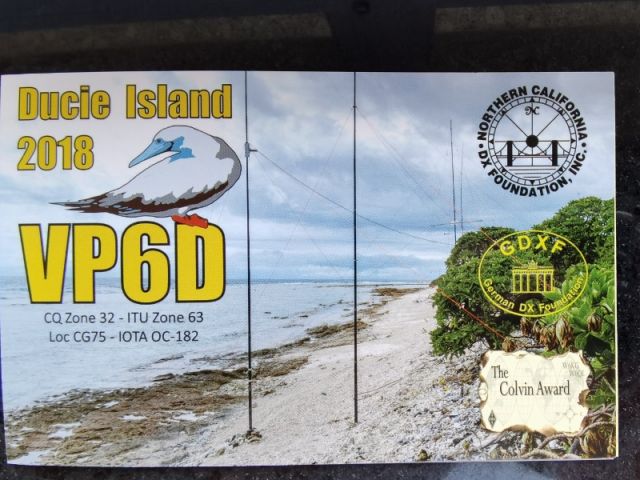 Ducie Island
2018
VP6D
CQ Zone 32 - ITU Zone 63
Loc CG75 - IOTA OC-182
NORTHERN CALIFORNIA
DX FOUNDATION, INC.
GDXF
German DX Foundation
The
Colvin Award